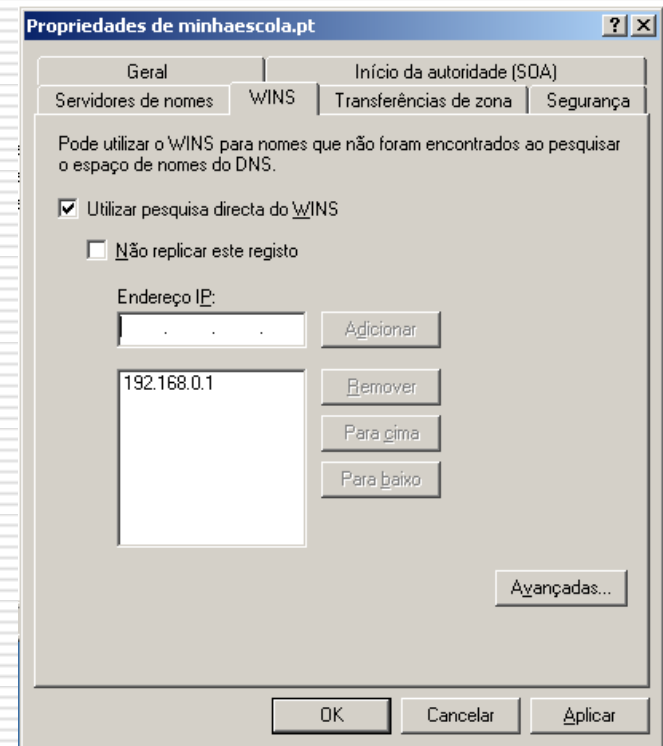 Propriedades de minhaescola.pt
Geral
Início da autoridade (SOA)
Servidores de nomes
WINS
Transferências de zona
Segurança
Pode utilizar o WINS para nomes que não foram encontrados ao pesquisar
o espaço de nomes do DNS.
Utilizar pesquisa directa do WINS
Não replicar este registo
Endereço IP:
. . .
Adicionar
192.168.0.1
Remover
Para cima
Para baixo
Avançadas...
OK
Cancelar
Aplicar